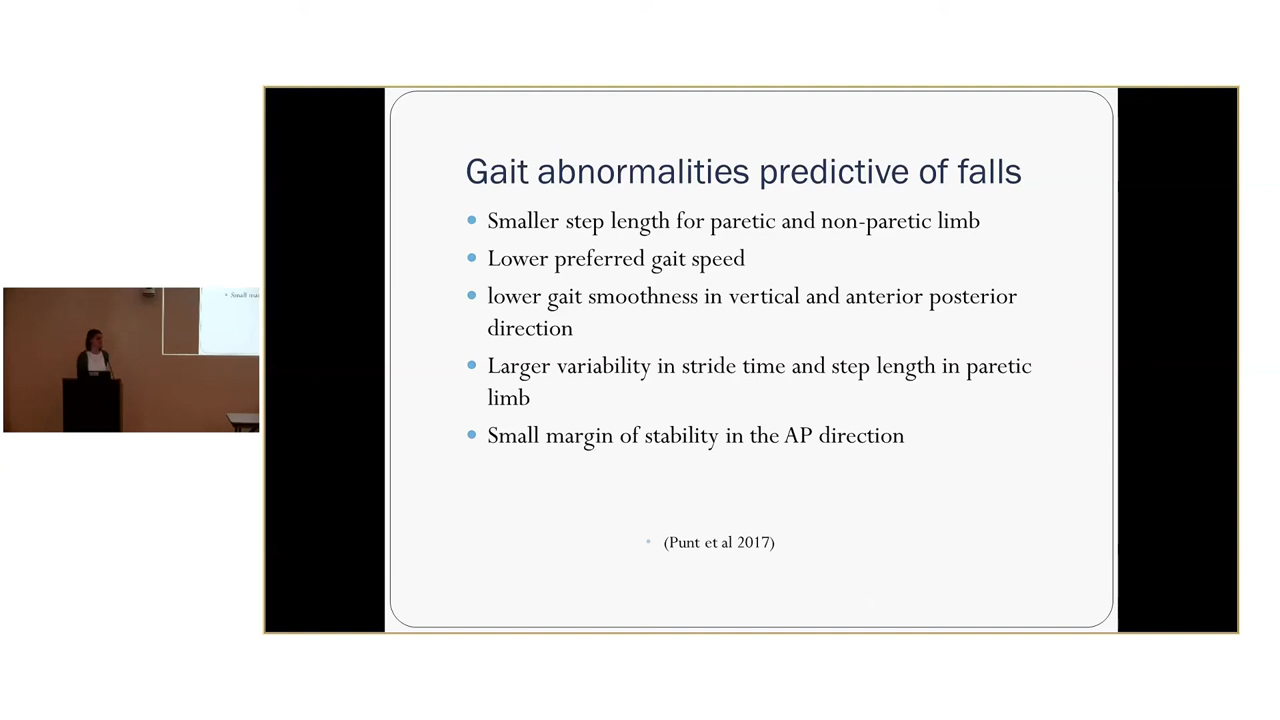 Gait abnormalities predictive of falls
• Smaller step length for paretic and non-paretic limb
• Lower preferred gait speed
• lower gait smoothness in vertical and anterior posterior
direction
• Larger variability in stride time and step length in paretic
limb
• Small margin of stability in the AP direction
• (Punt et al 2017)
• Small